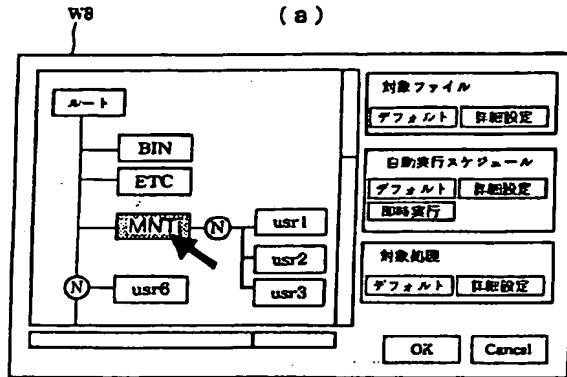 W8
(a)
ルート
BIN
ETC
MNT1
N
usr1
usr2
usr3
N
usr6
対象ファイル
デフォルト 詳細設定
自動実行スケジュール
デフォルト 詳細設定
即時実行
対象処理
デフォルト 詳細設定
OK Cancel